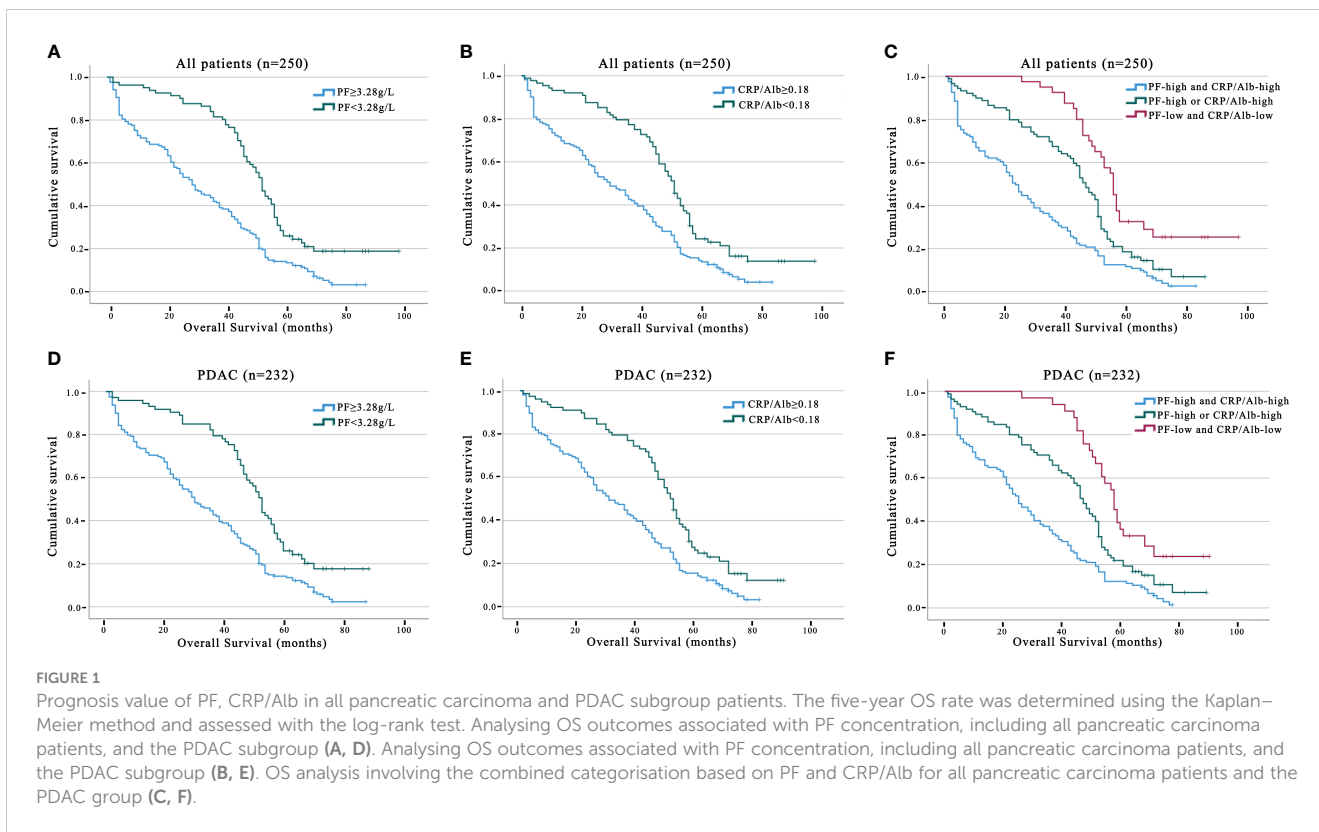 A
All patients (n=250)
PF≥3.28g/L
PF<3.28g/L
Cumulative survival
1.0
0.8
0.6
0.4
0.2
0.0
0 20 40 60 80 100
Overall Survival (months)
B
All patients (n=250)
CRP/Alb≥0.18
CRP/Alb<0.18
Cumulative survival
1.0
0.8
0.6
0.4
0.2
0.0
0 20 40 60 80 100
Overall Survival (months)
C
All patients (n=250)
PF-high and CRP/Alb-high
PF-high or CRP/Alb-high
PF-low and CRP/Alb-low
Cumulative survival
1.0
0.8
0.6
0.4
0.2
0.0
0 20 40 60 80 100
Overall Survival (months)
D
PDAC (n=232)
PF≥3.28g/L
PF<3.28g/L
Cumulative survival
1.0
0.8
0.6
0.4
0.2
0.0
0 20 40 60 80 100
Overall Survival (months)
E
PDAC (n=232)
CRP/Alb≥0.18
CRP/Alb<0.18
Cumulative survival
1.0
0.8
0.6
0.4
0.2
0.0
0 20 40 60 80 100
Overall Survival (months)
F
PDAC (n=232)
PF-high and CRP/Alb-high
PF-high or CRP/Alb-high
PF-low and CRP/Alb-low
Cumulative survival
1.0
0.8
0.6
0.4
0.2
0.0
0 20 40 60 80 100
Overall Survival (months)
FIGURE 1
Prognosis value of PF, CRP/Alb in all pancreatic carcinoma and PDAC subgroup patients. The five-year OS rate was determined using the Kaplan–
Meier method and assessed with the log-rank test. Analysing OS outcomes associated with PF concentration, including all pancreatic carcinoma
patients, and the PDAC subgroup (A, D). Analysing OS outcomes associated with PF concentration, including all pancreatic carcinoma patients, and
the PDAC subgroup (B, E). OS analysis involving the combined categorisation based on PF and CRP/Alb for all pancreatic carcinoma patients and the
PDAC group (C, F).